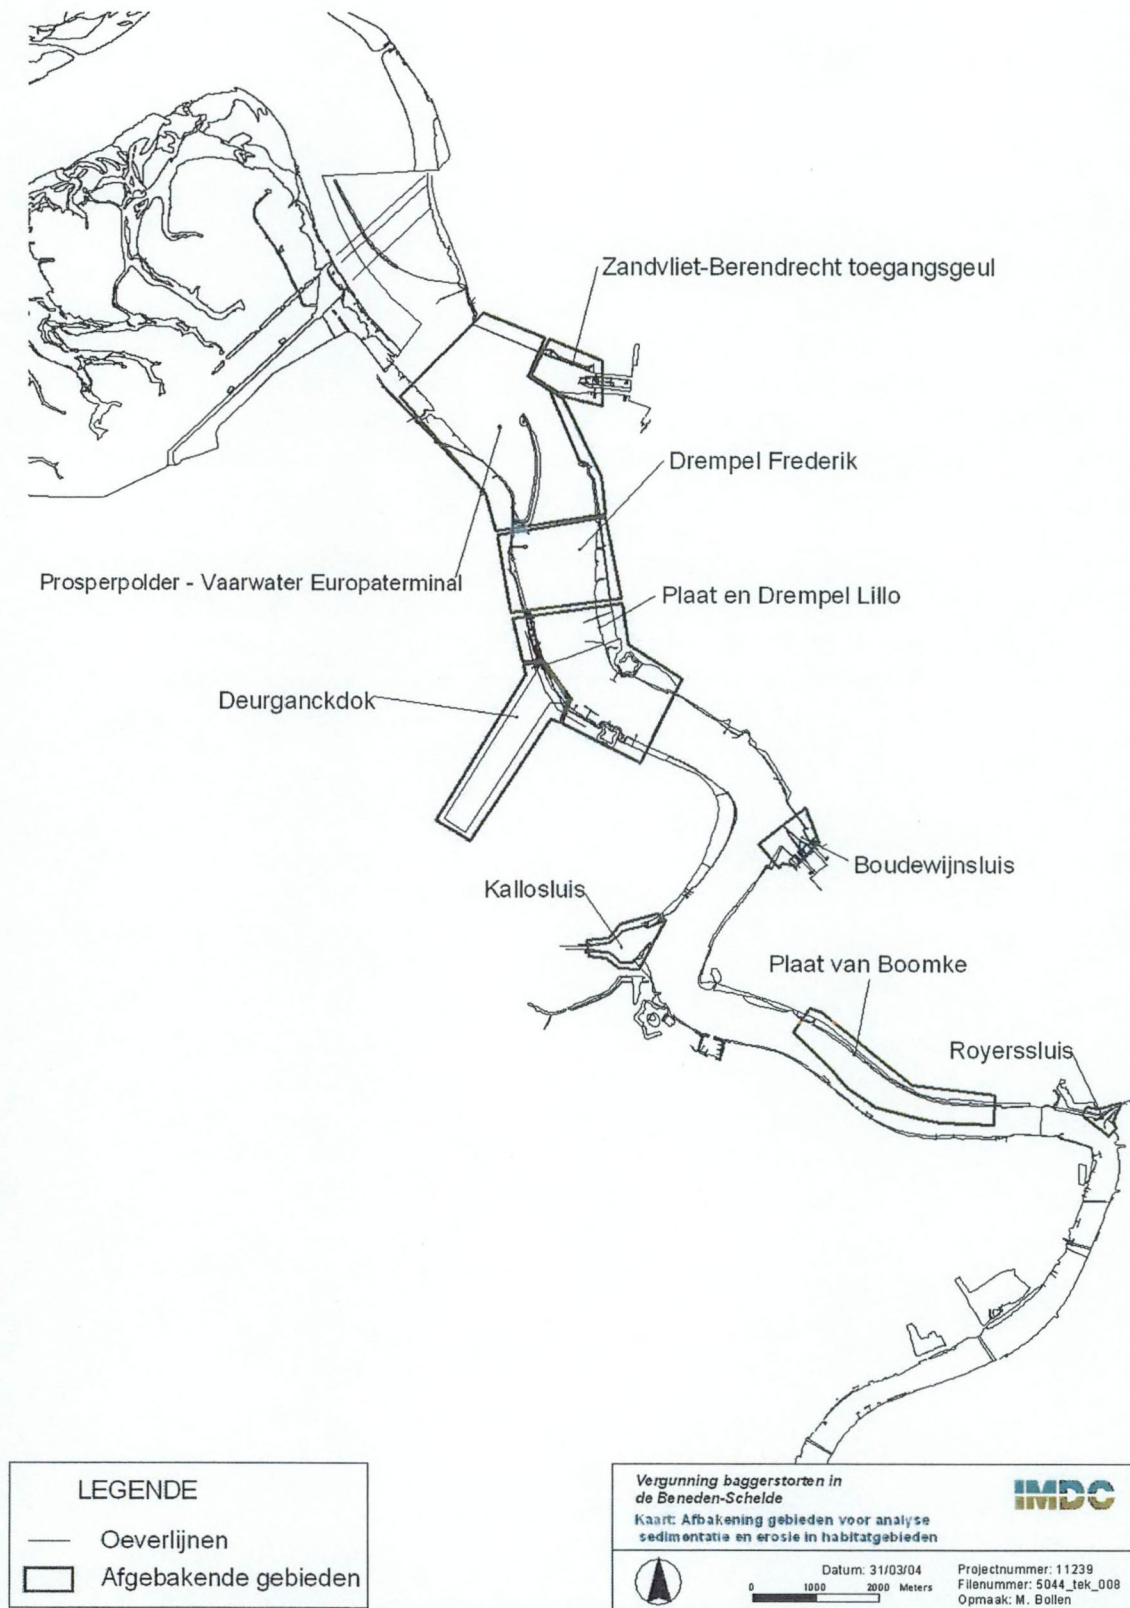 Zandvliet-Berendrecht toegangsgeul
Drempel Frederik
Prosperpolder - Vaarwater Europaterminal
Plaat en Drempel Lillo
Deurganckdok
Boudewijnsluis
Kallosluis
Plaat van Boomke
Royerssluis
LEGENDE
Oeverlijnen
Afgebakende gebieden
Vergunning baggerstorten in
de Beneden-Schelde
Kaart: Afbakening gebieden voor analyse
sedimentatie en erosie in habitatgebieden
IMDC
Datum: 31/03/04
0 1000 2000 Meters
Projectnummer: 11239
Filenummer: 5044_tek_008
Opmaak: M. Bollen